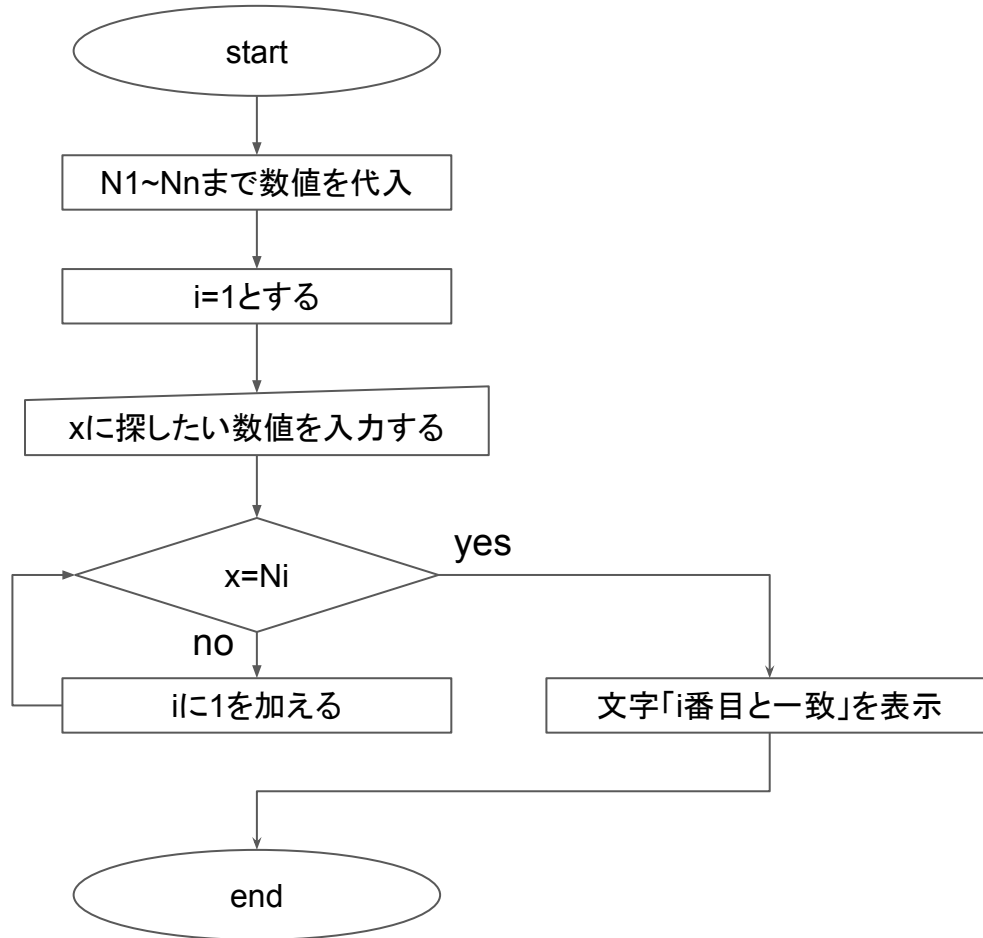 start
N1~Nnまで数値を代入
i=1とする
xに探したい数値を入力する
x=Ni
yes
no
iに1を加える
文字「i番目と一致」を表示
end